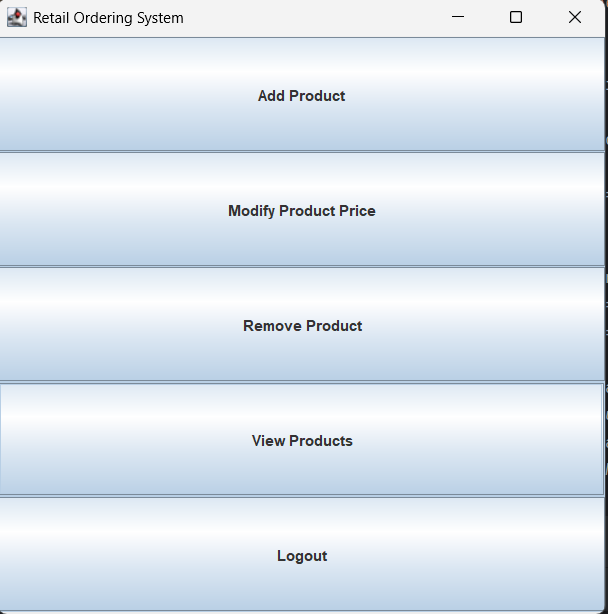 Retail Ordering System
Add Product
Modify Product Price
Remove Product
View Products
Logout